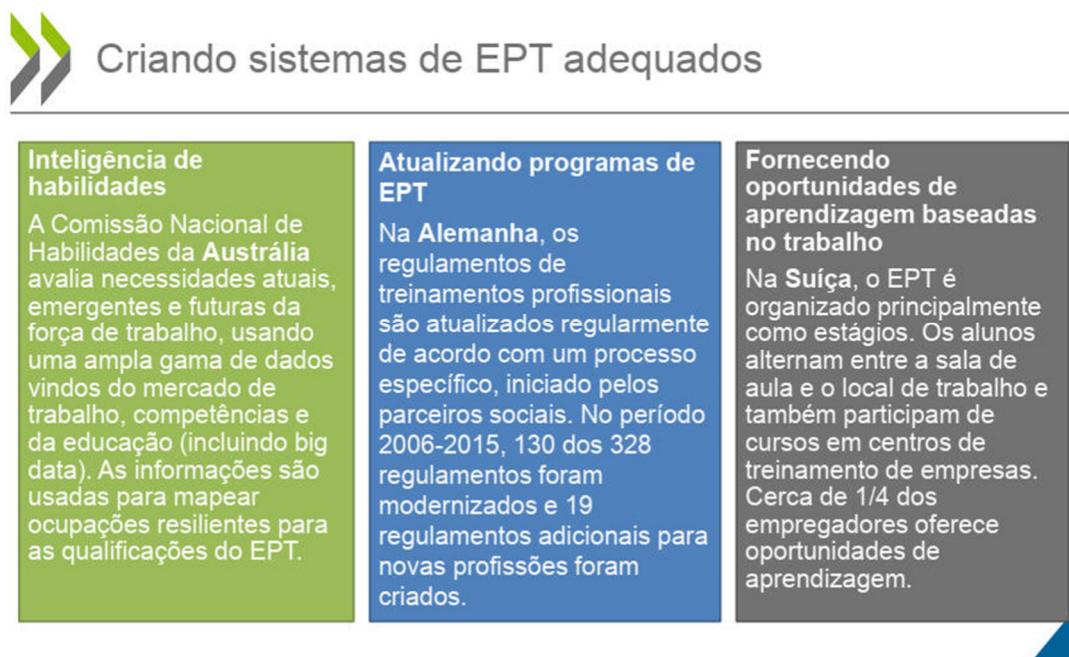 Criando sistemas de EPT adequados
Inteligência de
habilidades
A Comissão Nacional de
Habilidades da Austrália
avalia necessidades atuais,
emergentes e futuras da
força de trabalho, usando
uma ampla gama de dados
vindos do mercado de
trabalho, competências e
da educação (incluindo big
data). As informações são
usadas para mapear
ocupações resilientes para
as qualificações do EPT.
Atualizando programas de
EPT
Na Alemanha, os
regulamentos de
treinamentos profissionais
são atualizados regularmente
de acordo com um processo
específico, iniciado pelos
parceiros sociais. No período
2006-2015, 130 dos 328
regulamentos foram
modernizados e 19
regulamentos adicionais para
novas profissões foram
criados.
Fornecendo
oportunidades de
aprendizagem baseadas
no trabalho
Na Suíça, o EPT é
organizado principalmente
como estágios. Os alunos
alternam entre a sala de
aula e o local de trabalho e
também participam de
cursos em centros de
treinamento de empresas.
Cerca de 1/4 dos
empregadores oferece
oportunidades de
aprendizagem.